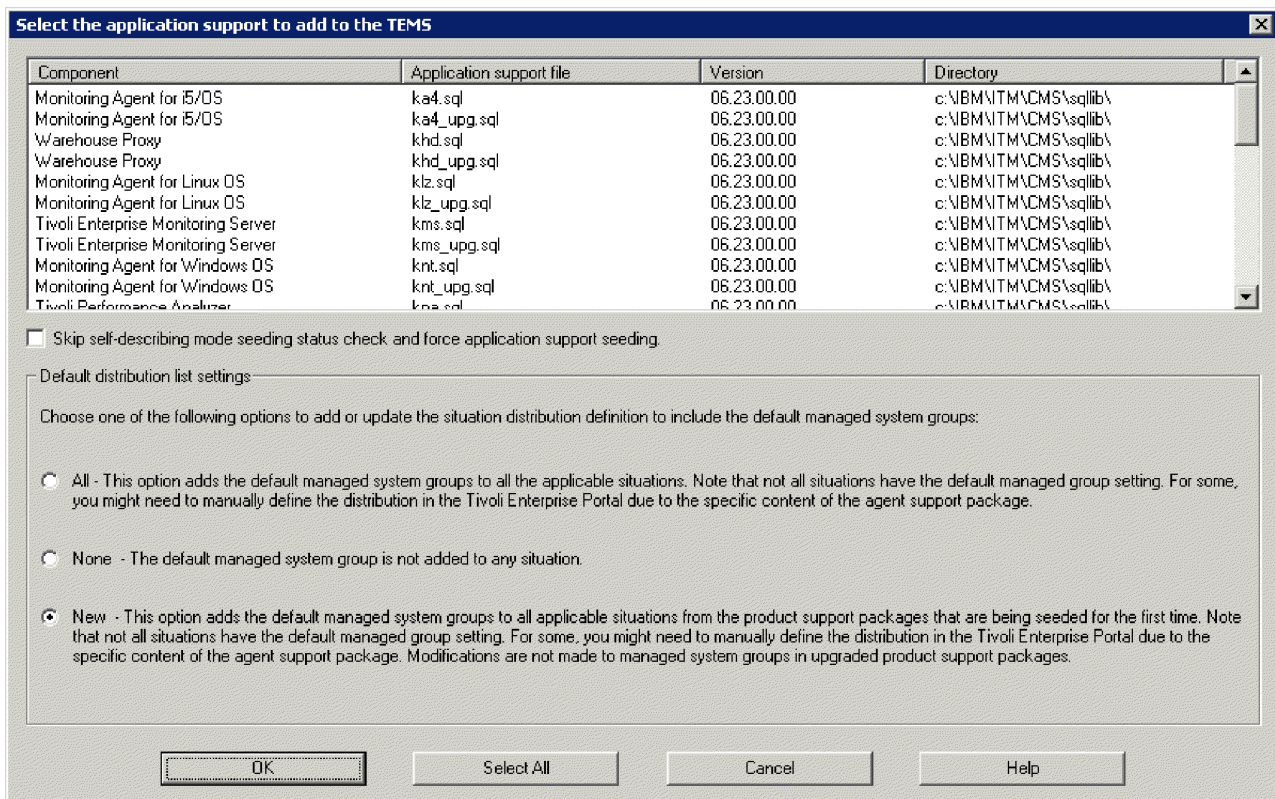 Select the application support to add to the TEMS
Component Application support file Version Directory
Monitoring Agent for i5/OS ka4.sql 06.23.00.00 c:\IBM\ITM\CMS\sqllib\
Monitoring Agent for i5/OS ka4_upg.sql 06.23.00.00 c:\IBM\ITM\CMS\sqllib\
Warehouse Proxy khd.sql 06.23.00.00 c:\IBM\ITM\CMS\sqllib\
Warehouse Proxy khd_upg.sql 06.23.00.00 c:\IBM\ITM\CMS\sqllib\
Monitoring Agent for Linux OS klz.sql 06.23.00.00 c:\IBM\ITM\CMS\sqllib\
Monitoring Agent for Linux OS klz_upg.sql 06.23.00.00 c:\IBM\ITM\CMS\sqllib\
Tivoli Enterprise Monitoring Server kms.sql 06.23.00.00 c:\IBM\ITM\CMS\sqllib\
Tivoli Enterprise Monitoring Server kms_upg.sql 06.23.00.00 c:\IBM\ITM\CMS\sqllib\
Monitoring Agent for Windows OS knt.sql 06.23.00.00 c:\IBM\ITM\CMS\sqllib\
Monitoring Agent for Windows OS knt_upg.sql 06.23.00.00 c:\IBM\ITM\CMS\sqllib\
Tivoli Performance Analyzer kpa.sql 06.23.00.00 c:\IBM\ITM\CMS\sqllib\
Skip self-describing mode seeding status check and force application support seeding.
Default distribution list settings
Choose one of the following options to add or update the situation distribution definition to include the default managed system groups:
All - This option adds the default managed system groups to all the applicable situations. Note that not all situations have the default managed group setting. For some,
you might need to manually define the distribution in the Tivoli Enterprise Portal due to the specific content of the agent support package.
None - The default managed system group is not added to any situation.
New - This option adds the default managed system groups to all applicable situations from the product support packages that are being seeded for the first time. Note
that not all situations have the default managed group setting. For some, you might need to manually define the distribution in the Tivoli Enterprise Portal due to the
specific content of the agent support package. Modifications are not made to managed system groups in upgraded product support packages.
OK Select All Cancel Help